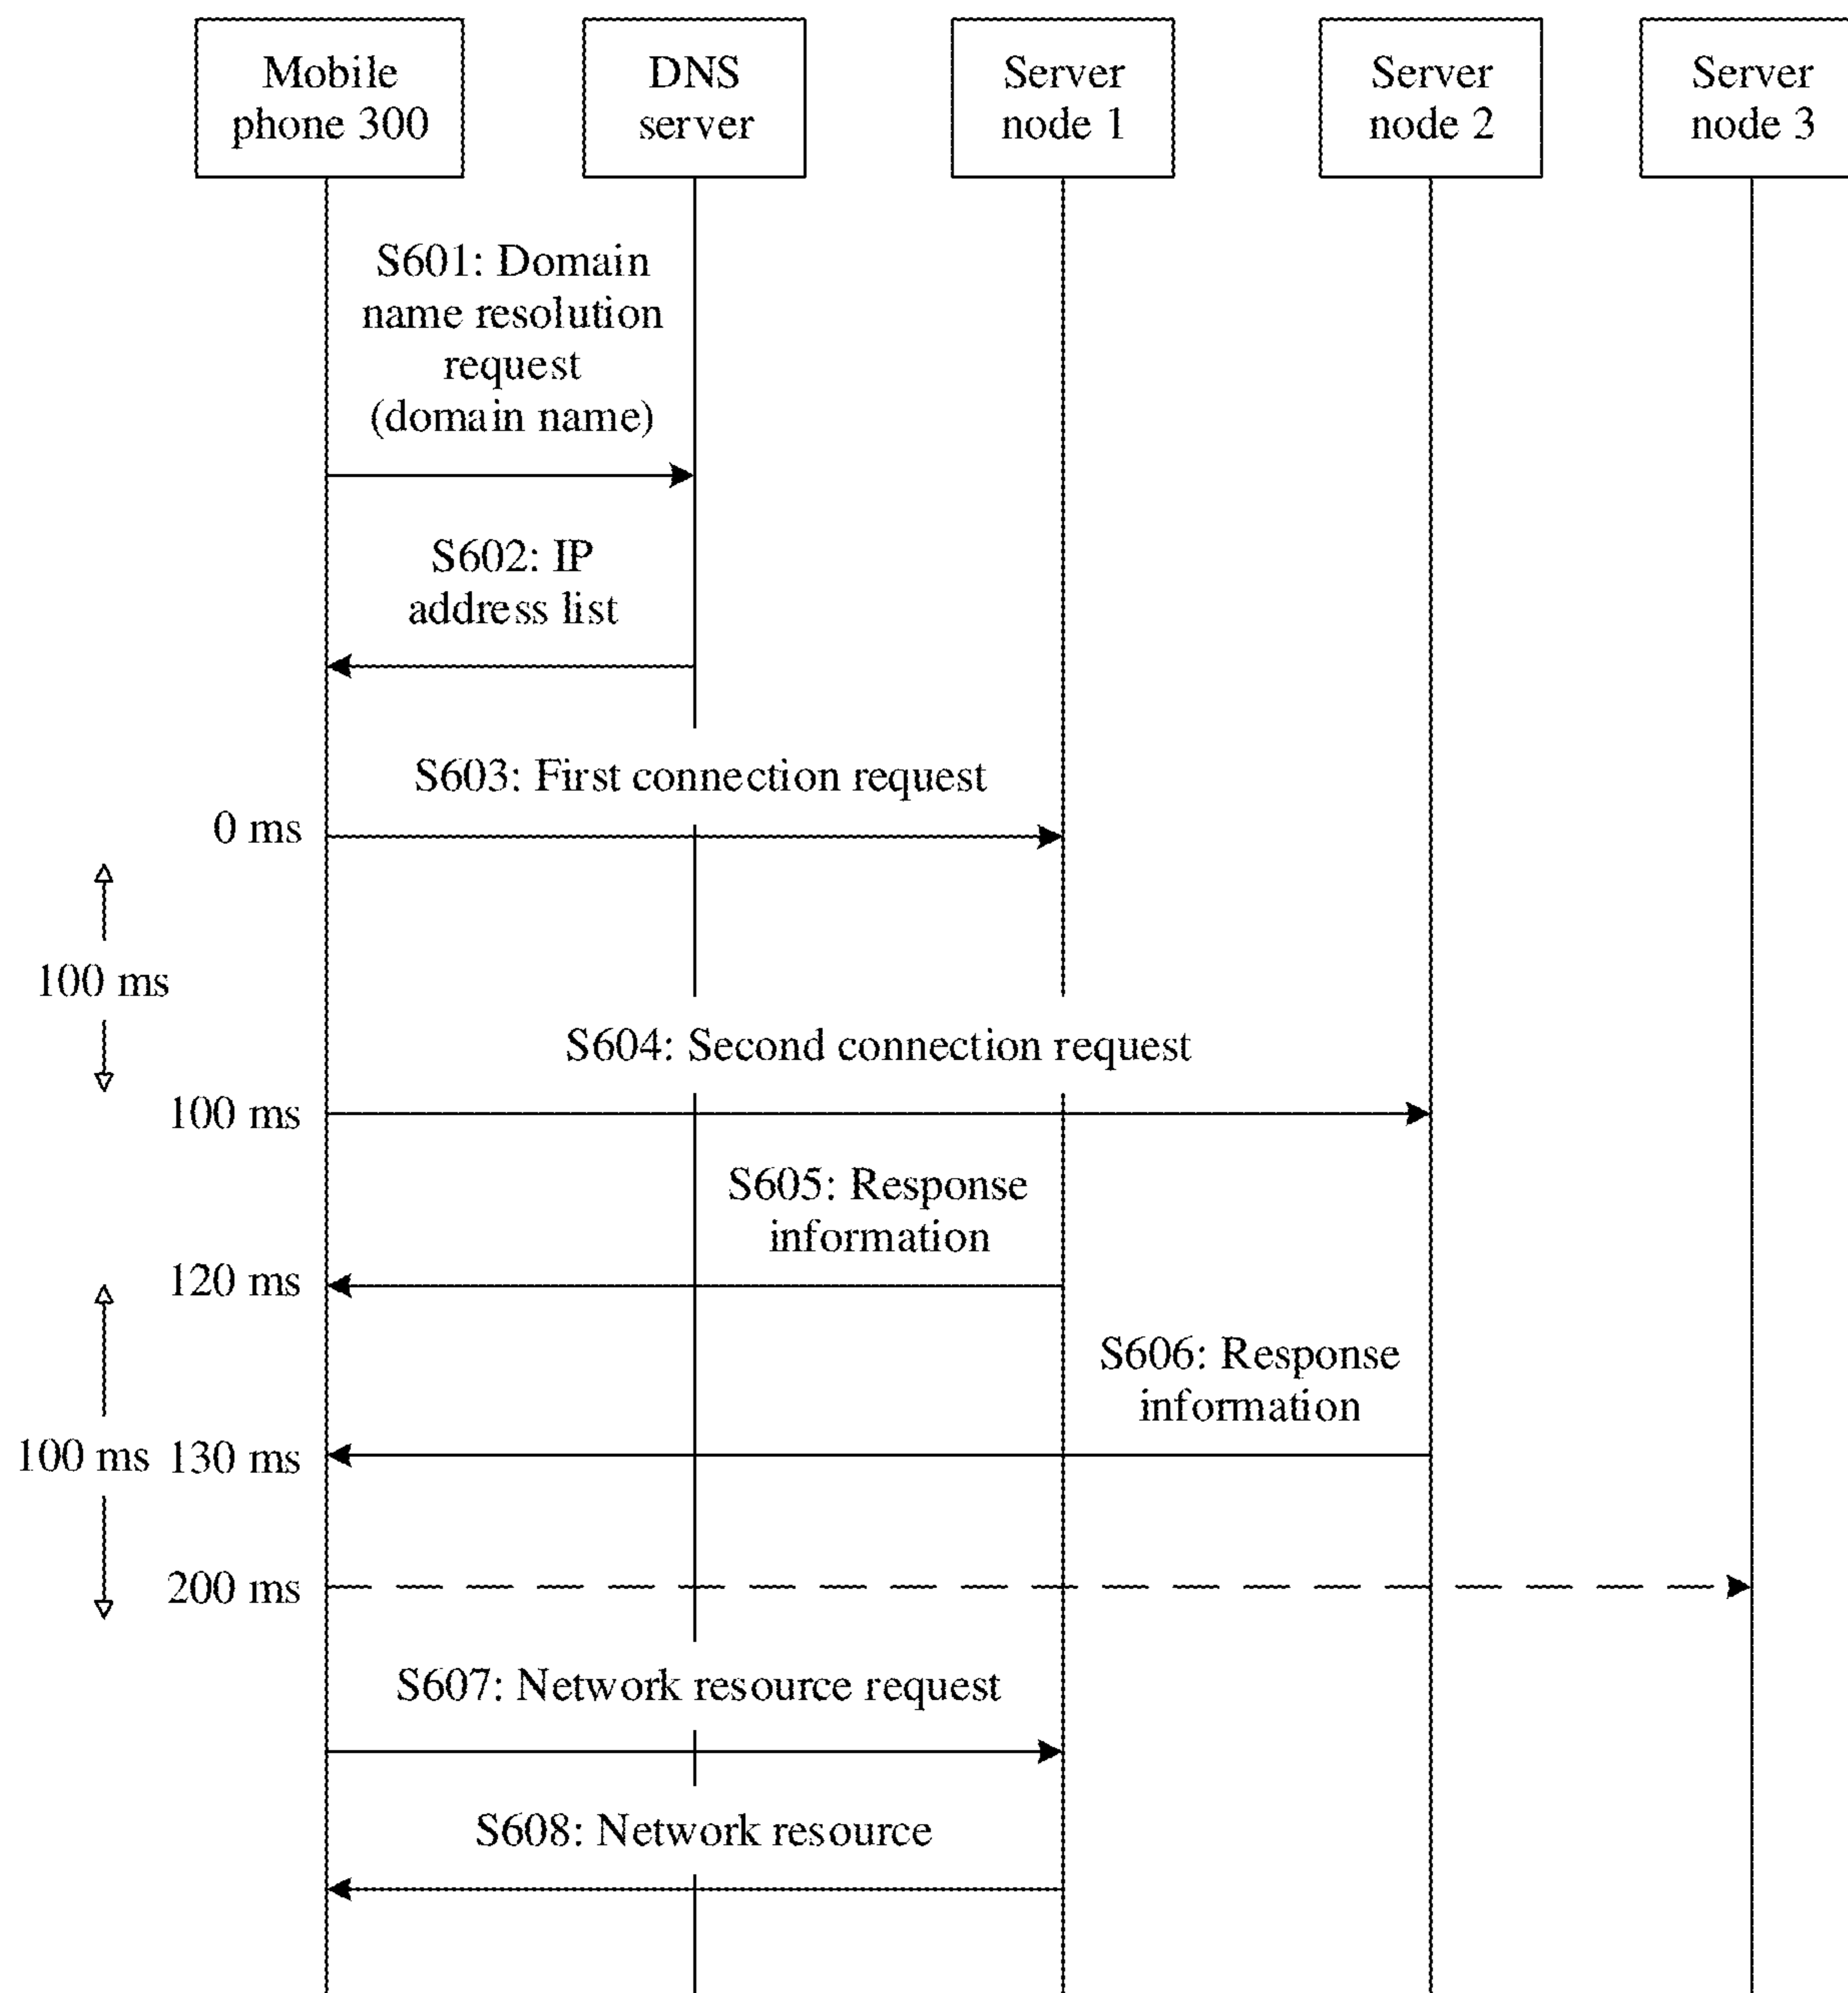 Mobile
phone 300
DNS
server
Server
node 1
Server
node 2
Server
node 3
S601: Domain
name resolution
request
(domain name)
S602: IP
address list
S603: First connection request
0 ms
100 ms
S604: Second connection request
100 ms
S605: Response
information
120 ms
S606: Response
information
100 ms 130 ms
200 ms
S607: Network resource request
S608: Network resource